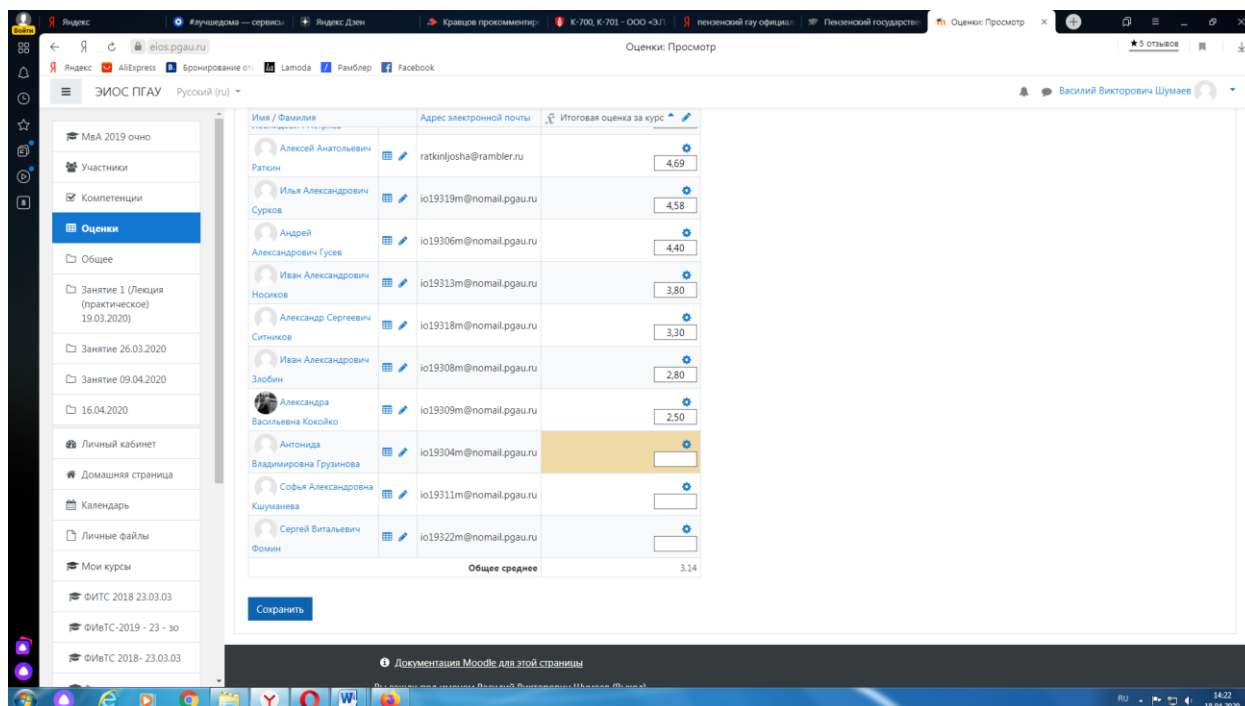 Яндекс
#лучшедома — сервисы
Яндекс.Дзен
Кравцов прокомментир
К-700, К-701 - ООО «З.П.
пензенский гау официал
Пензенский государстве
Оценки: Просмотр
Войти
eios.pgau.ru
Оценки: Просмотр
★ 5 отзывов
Яндекс AliExpress Бронирование от Lamoda Рамблер Facebook
ЭИОС ПГАУ Русский (ru)
Василий Викторович Шумаев
МвА 2019 очно
Участники
Компетенции
Оценки
Общее
Занятие 1 (Лекция
(практическое)
19.03.2020)
Занятие 26.03.2020
Занятие 09.04.2020
16.04.2020
Личный кабинет
Домашняя страница
Календарь
Личные файлы
Мои курсы
ФИТС 2018 23.03.03
ФИвТС-2019 - 23 - зо
ФИвТС 2018- 23.03.03
Имя / Фамилия Адрес электронной почты Итоговая оценка за курс
Алексей Анатольевич
Раткин
ratkinljosha@rambler.ru
4,69
Илья Александрович
Сурков
io19319m@nomail.pgau.ru
4,58
Андрей
Александрович Гусев
io19306m@nomail.pgau.ru
4,40
Иван Александрович
Носиков
io19313m@nomail.pgau.ru
3,80
Александр Сергеевич
Ситников
io19318m@nomail.pgau.ru
3,30
Иван Александрович
Злобин
io19308m@nomail.pgau.ru
2,80
Александра
Васильевна Кокойко
io19309m@nomail.pgau.ru
2,50
Антонида
Владимировна Грузинова
io19304m@nomail.pgau.ru
Софья Александровна
Кшуманева
io19311m@nomail.pgau.ru
Сергей Витальевич
Фомин
io19322m@nomail.pgau.ru
Общее среднее 3,14
Сохранить
Документация Moodle для этой страницы
RU
14:22
18.04.2020